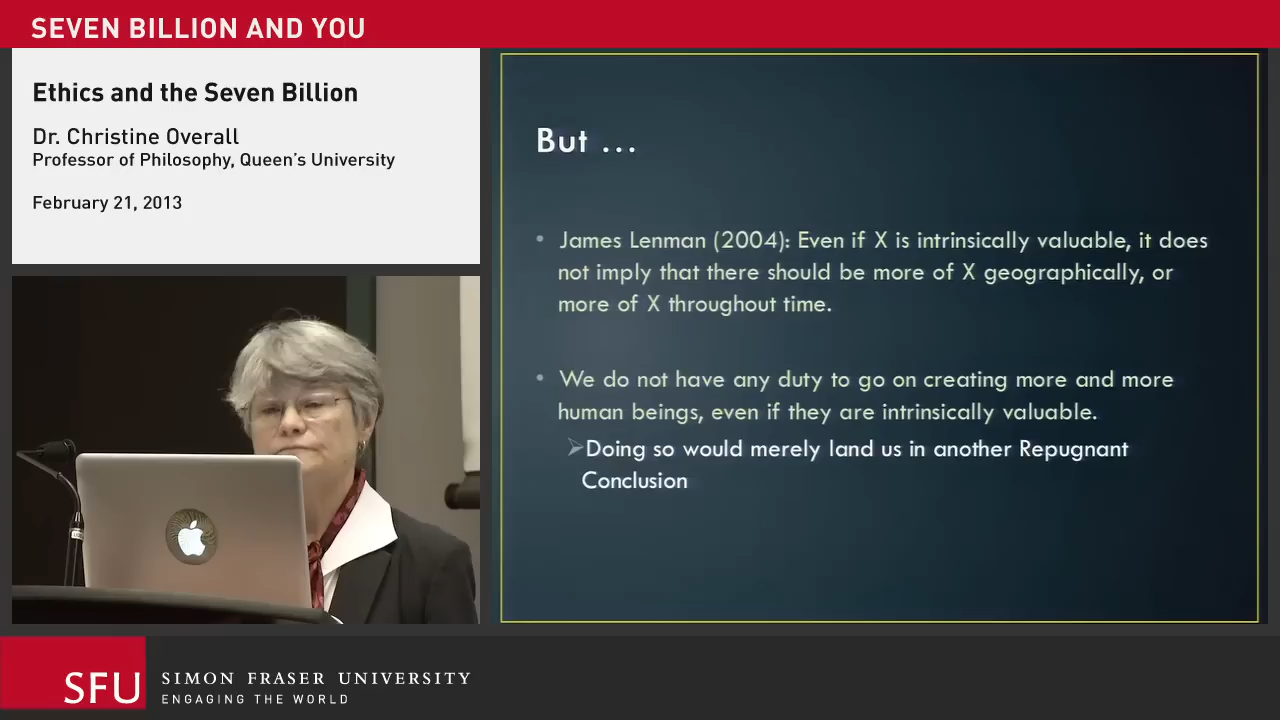 SEVEN BILLION AND YOU
Ethics and the Seven Billion
Dr. Christine Overall
Professor of Philosophy, Queen's University
February 21, 2013
But ...
• James Lenman (2004): Even if X is intrinsically valuable, it does
not imply that there should be more of X geographically, or
more of X throughout time.
• We do not have any duty to go on creating more and more
human beings, even if they are intrinsically valuable.
➢Doing so would merely land us in another Repugnant
Conclusion
SFU
SIMON FRASER UNIVERSITY
ENGAGING THE WORLD